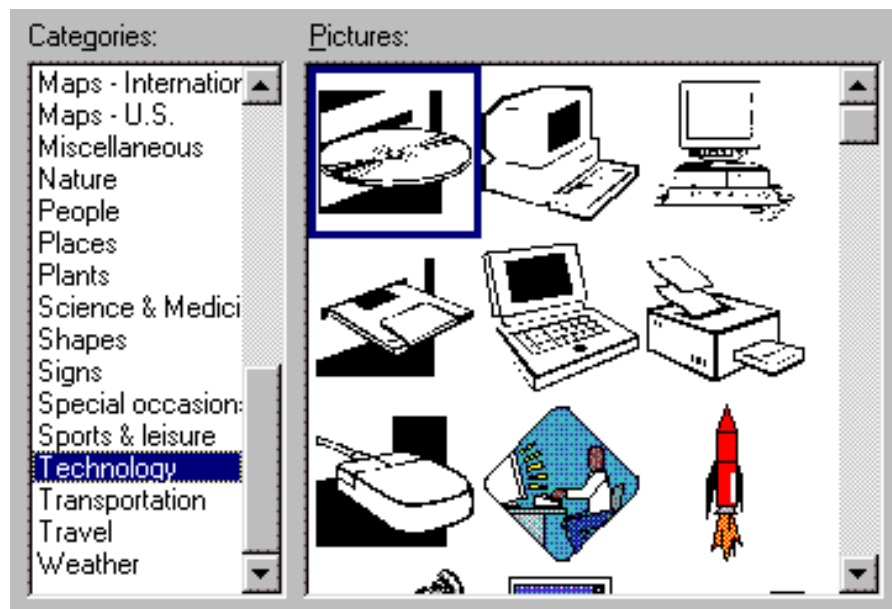 Categories:
Maps - Internation
Maps - U.S.
Miscellaneous
Nature
People
Places
Plants
Science & Medici
Shapes
Signs
Special occasion
Sports & leisure
Technology
Transportation
Travel
Weather
Pictures: